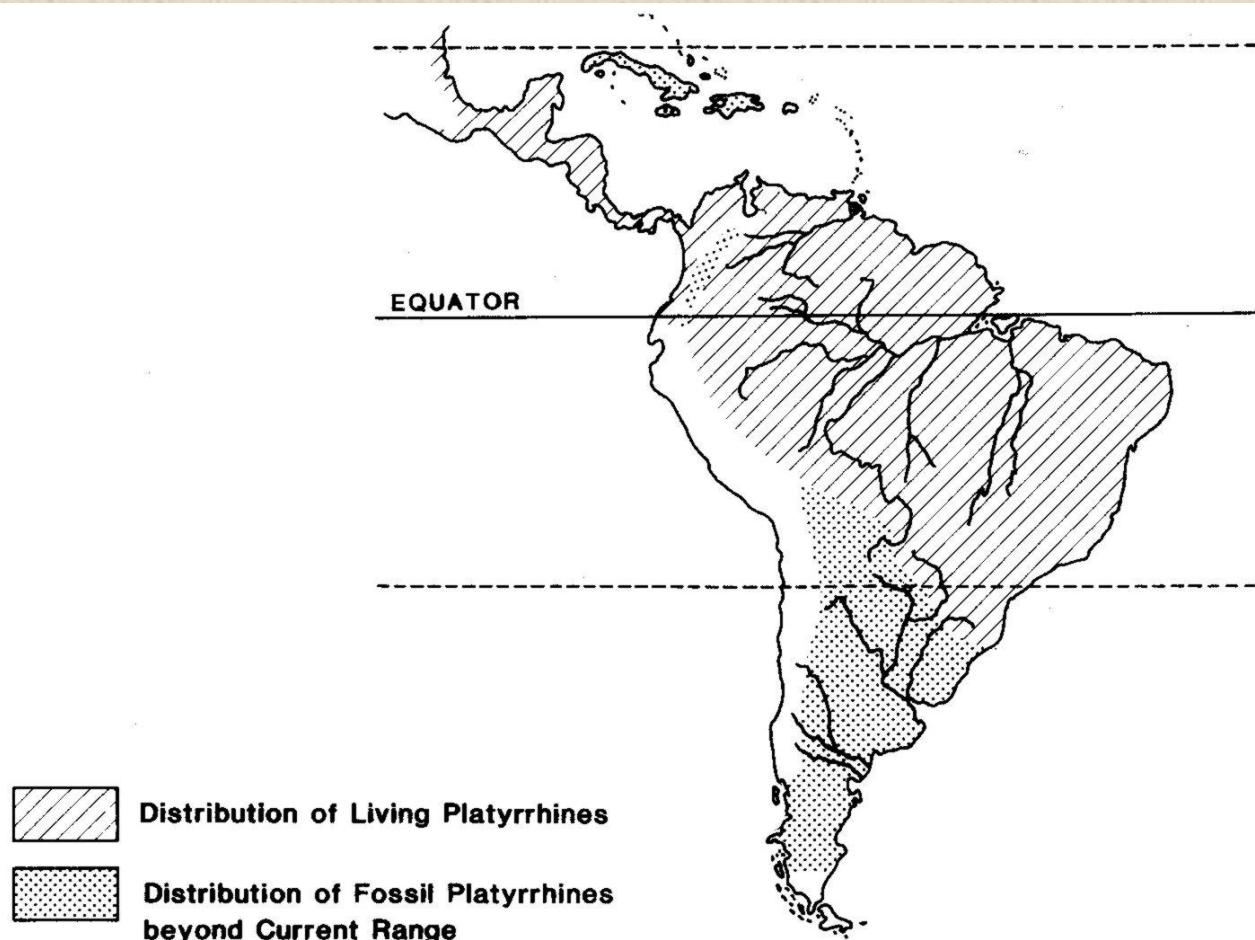 EQUATOR
Distribution of Living Platyrrhines
Distribution of Fossil Platyrrhines
beyond Current Range